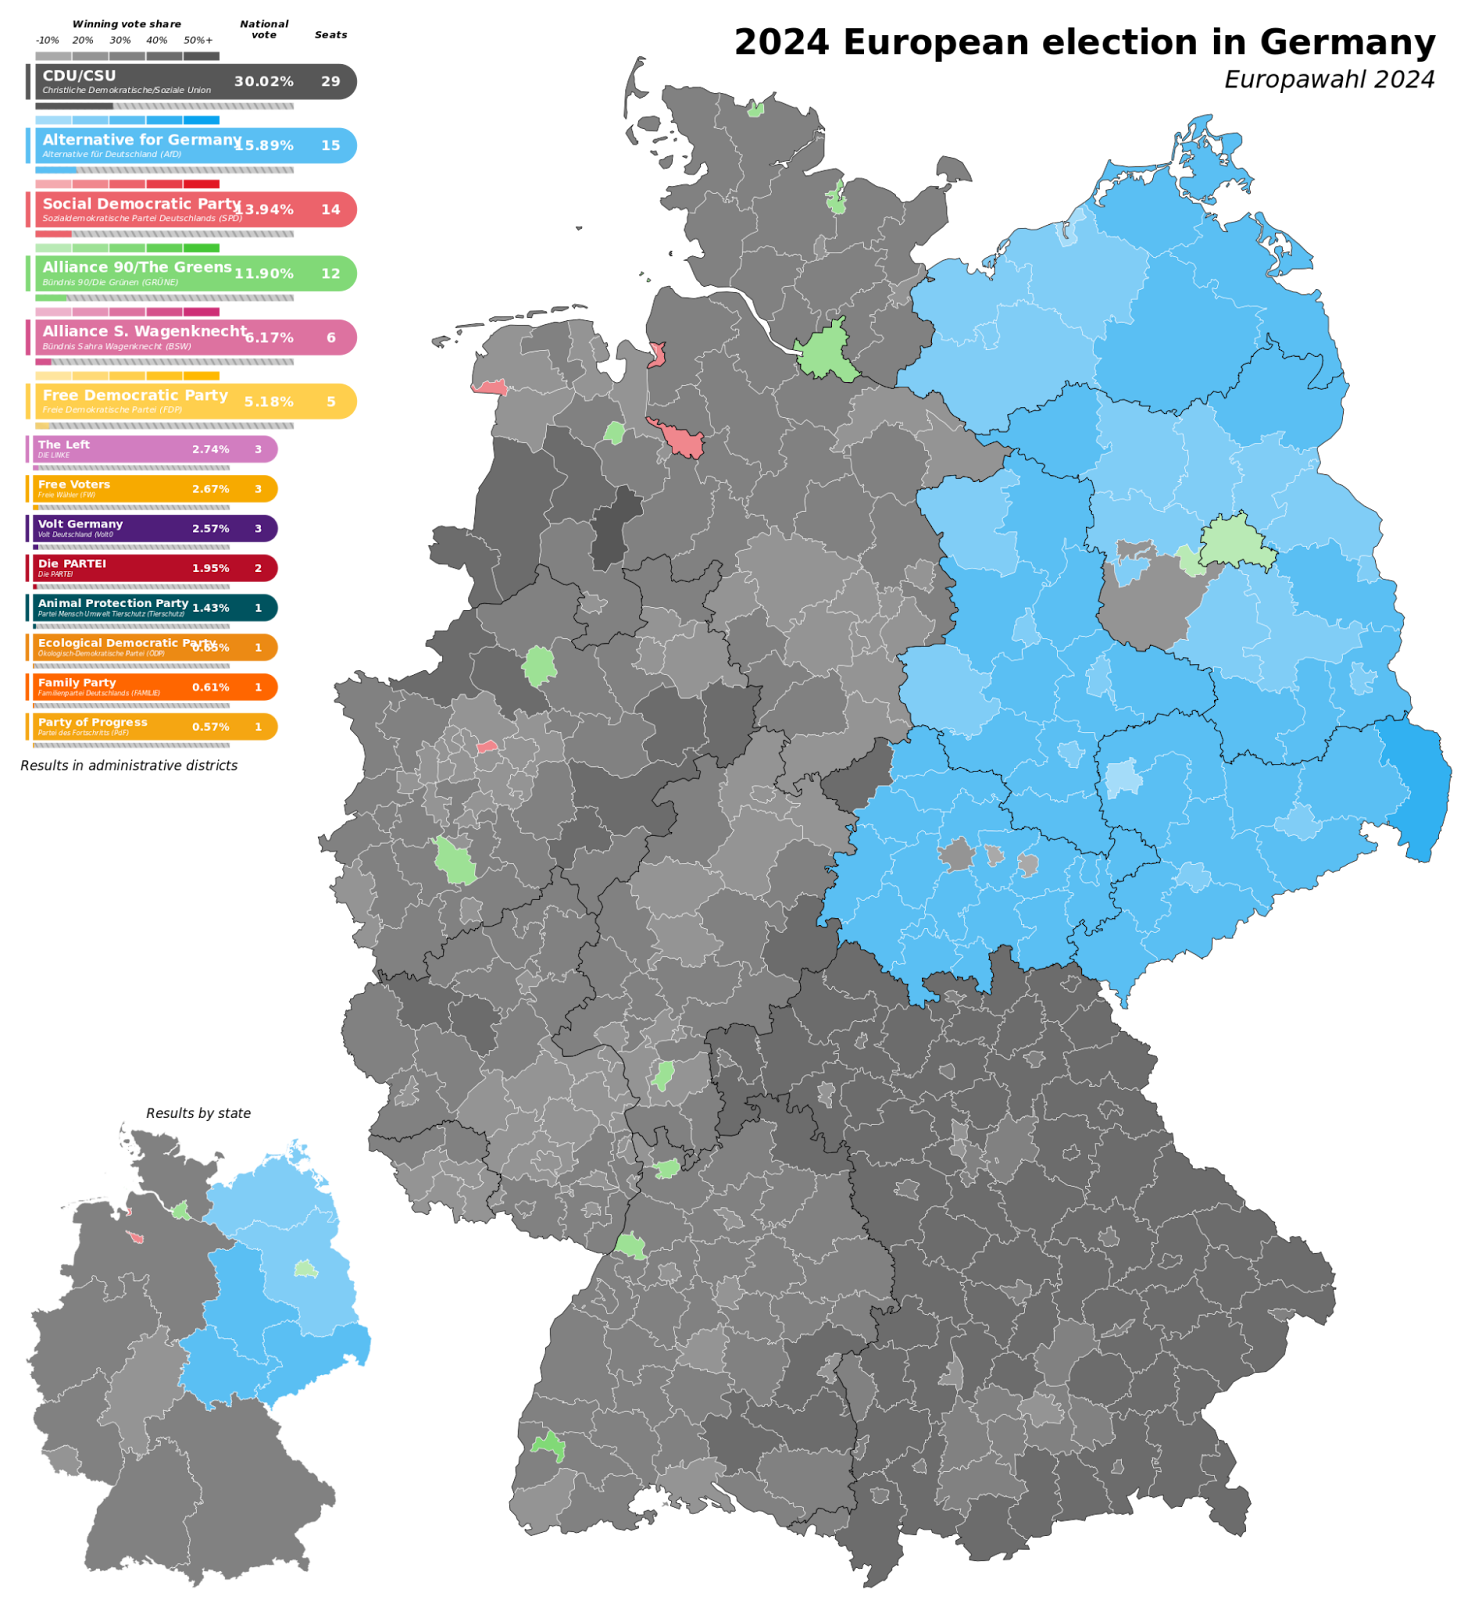 2024 European election in Germany
Europawahl 2024
Winning vote share
National vote
Seats
-10% 20% 30% 40% 50%+
CDU/CSU 30.02% 29
Christliche Demokratische/Soziale Union
Alternative for Germany 15.89% 15
Alternative für Deutschland (AfD)
Social Democratic Party 13.94% 14
Sozialdemokratische Partei Deutschlands (SPD)
Alliance 90/The Greens 11.90% 12
Bündnis 90/Die Grünen (GRÜNE)
Alliance S. Wagenknecht 6.17% 6
Bündnis Sahra Wagenknecht (BSW)
Free Democratic Party 5.18% 5
Freie Demokratische Partei (FDP)
The Left 2.74% 3
DIE LINKE
Free Voters 2.67% 3
Freie Wähler (FW)
Volt Germany 2.57% 3
Volt Deutschland (Volt)
Die PARTEI 1.95% 2
Die PARTEI
Animal Protection Party 1.43% 1
Partei Mensch Umwelt Tierschutz (Tierschutz)
Ecological Democratic Party 0.65% 1
Ökologisch-Demokratische Partei (ÖDP)
Family Party 0.61% 1
Familienpartei Deutschlands (FAMILIE)
Party of Progress 0.57% 1
Partei des Fortschritts (PdF)
Results in administrative districts
Results by state